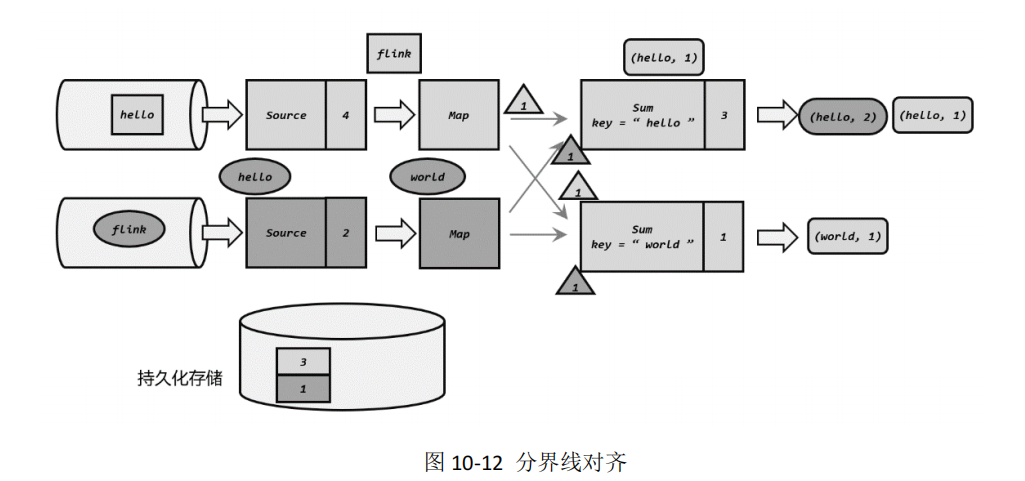 flink
(hello, 1)
hello
Source
4
Map
1
Sum
key = “ hello ”
3
(hello, 2)
(hello, 1)
1
hello
world
1
flink
Source
2
Map
Sum
key = “ world ”
1
(world, 1)
1
持久化存储
3
1
图 10-12 分界线对齐